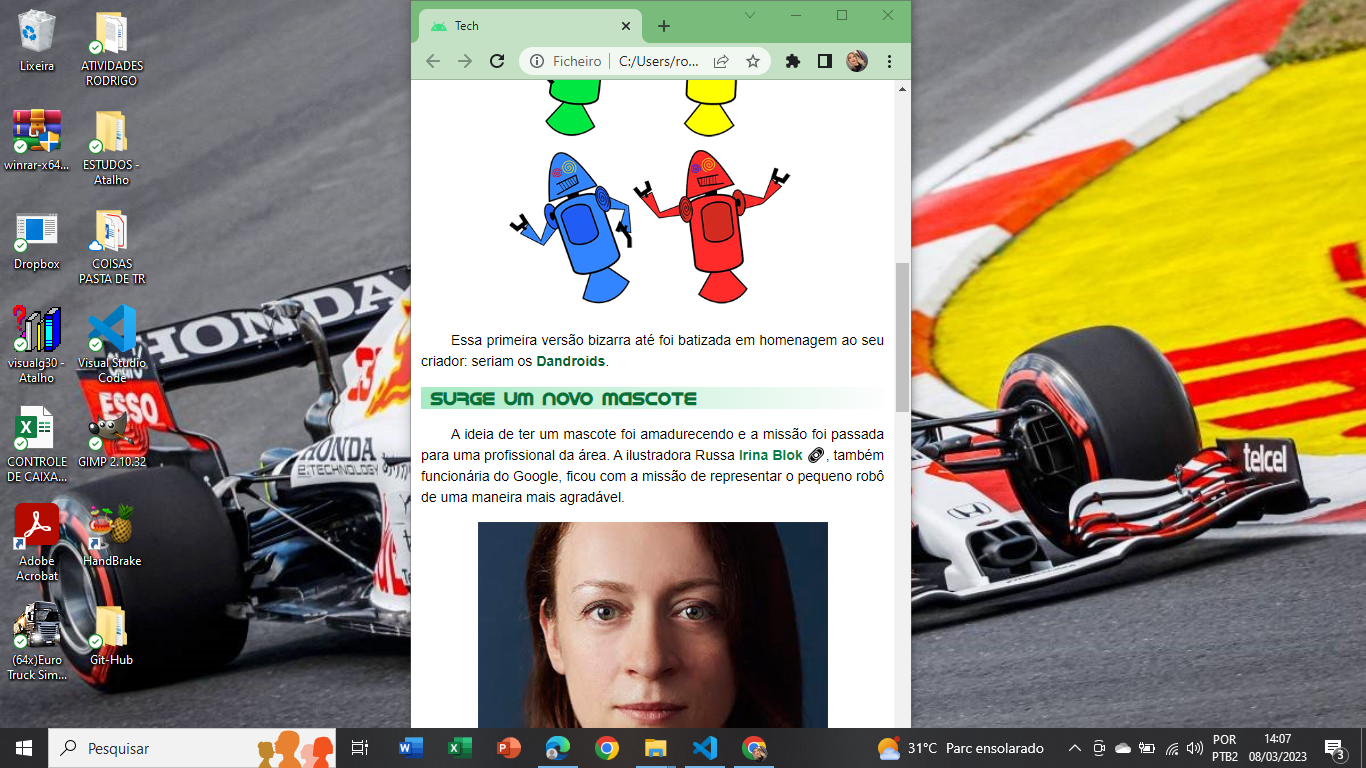 Lixeira
ATIVIDADES
RODRIGO
winrar-x64...
ESTUDOS -
Atalho
Dropbox
COISAS
PASTA DE TR
visualg30 -
Atalho
Visual Studio
Code
CONTROLE
DE CAIXA...
GIMP 2.10.32
Adobe
Acrobat
HandBrake
(64x)Euro
Truck Sim...
Git-Hub
HONDA
ESSO
33
HONDA
e:TECHNOLOGY
telcel
Tech
Ficheiro
C:/Users/ro...
Essa primeira versão bizarra até foi batizada em homenagem ao seu
criador: seriam os Dandroids.
SURGE UM NOVO MASCOTE
A ideia de ter um mascote foi amadurecendo e a missão foi passada
para uma profissional da área. A ilustradora Russa Irina Blok , também
funcionária do Google, ficou com a missão de representar o pequeno robô
de uma maneira mais agradável.
Pesquisar
31°C Parc ensolarado
POR
PTB2
14:07
08/03/2023
3